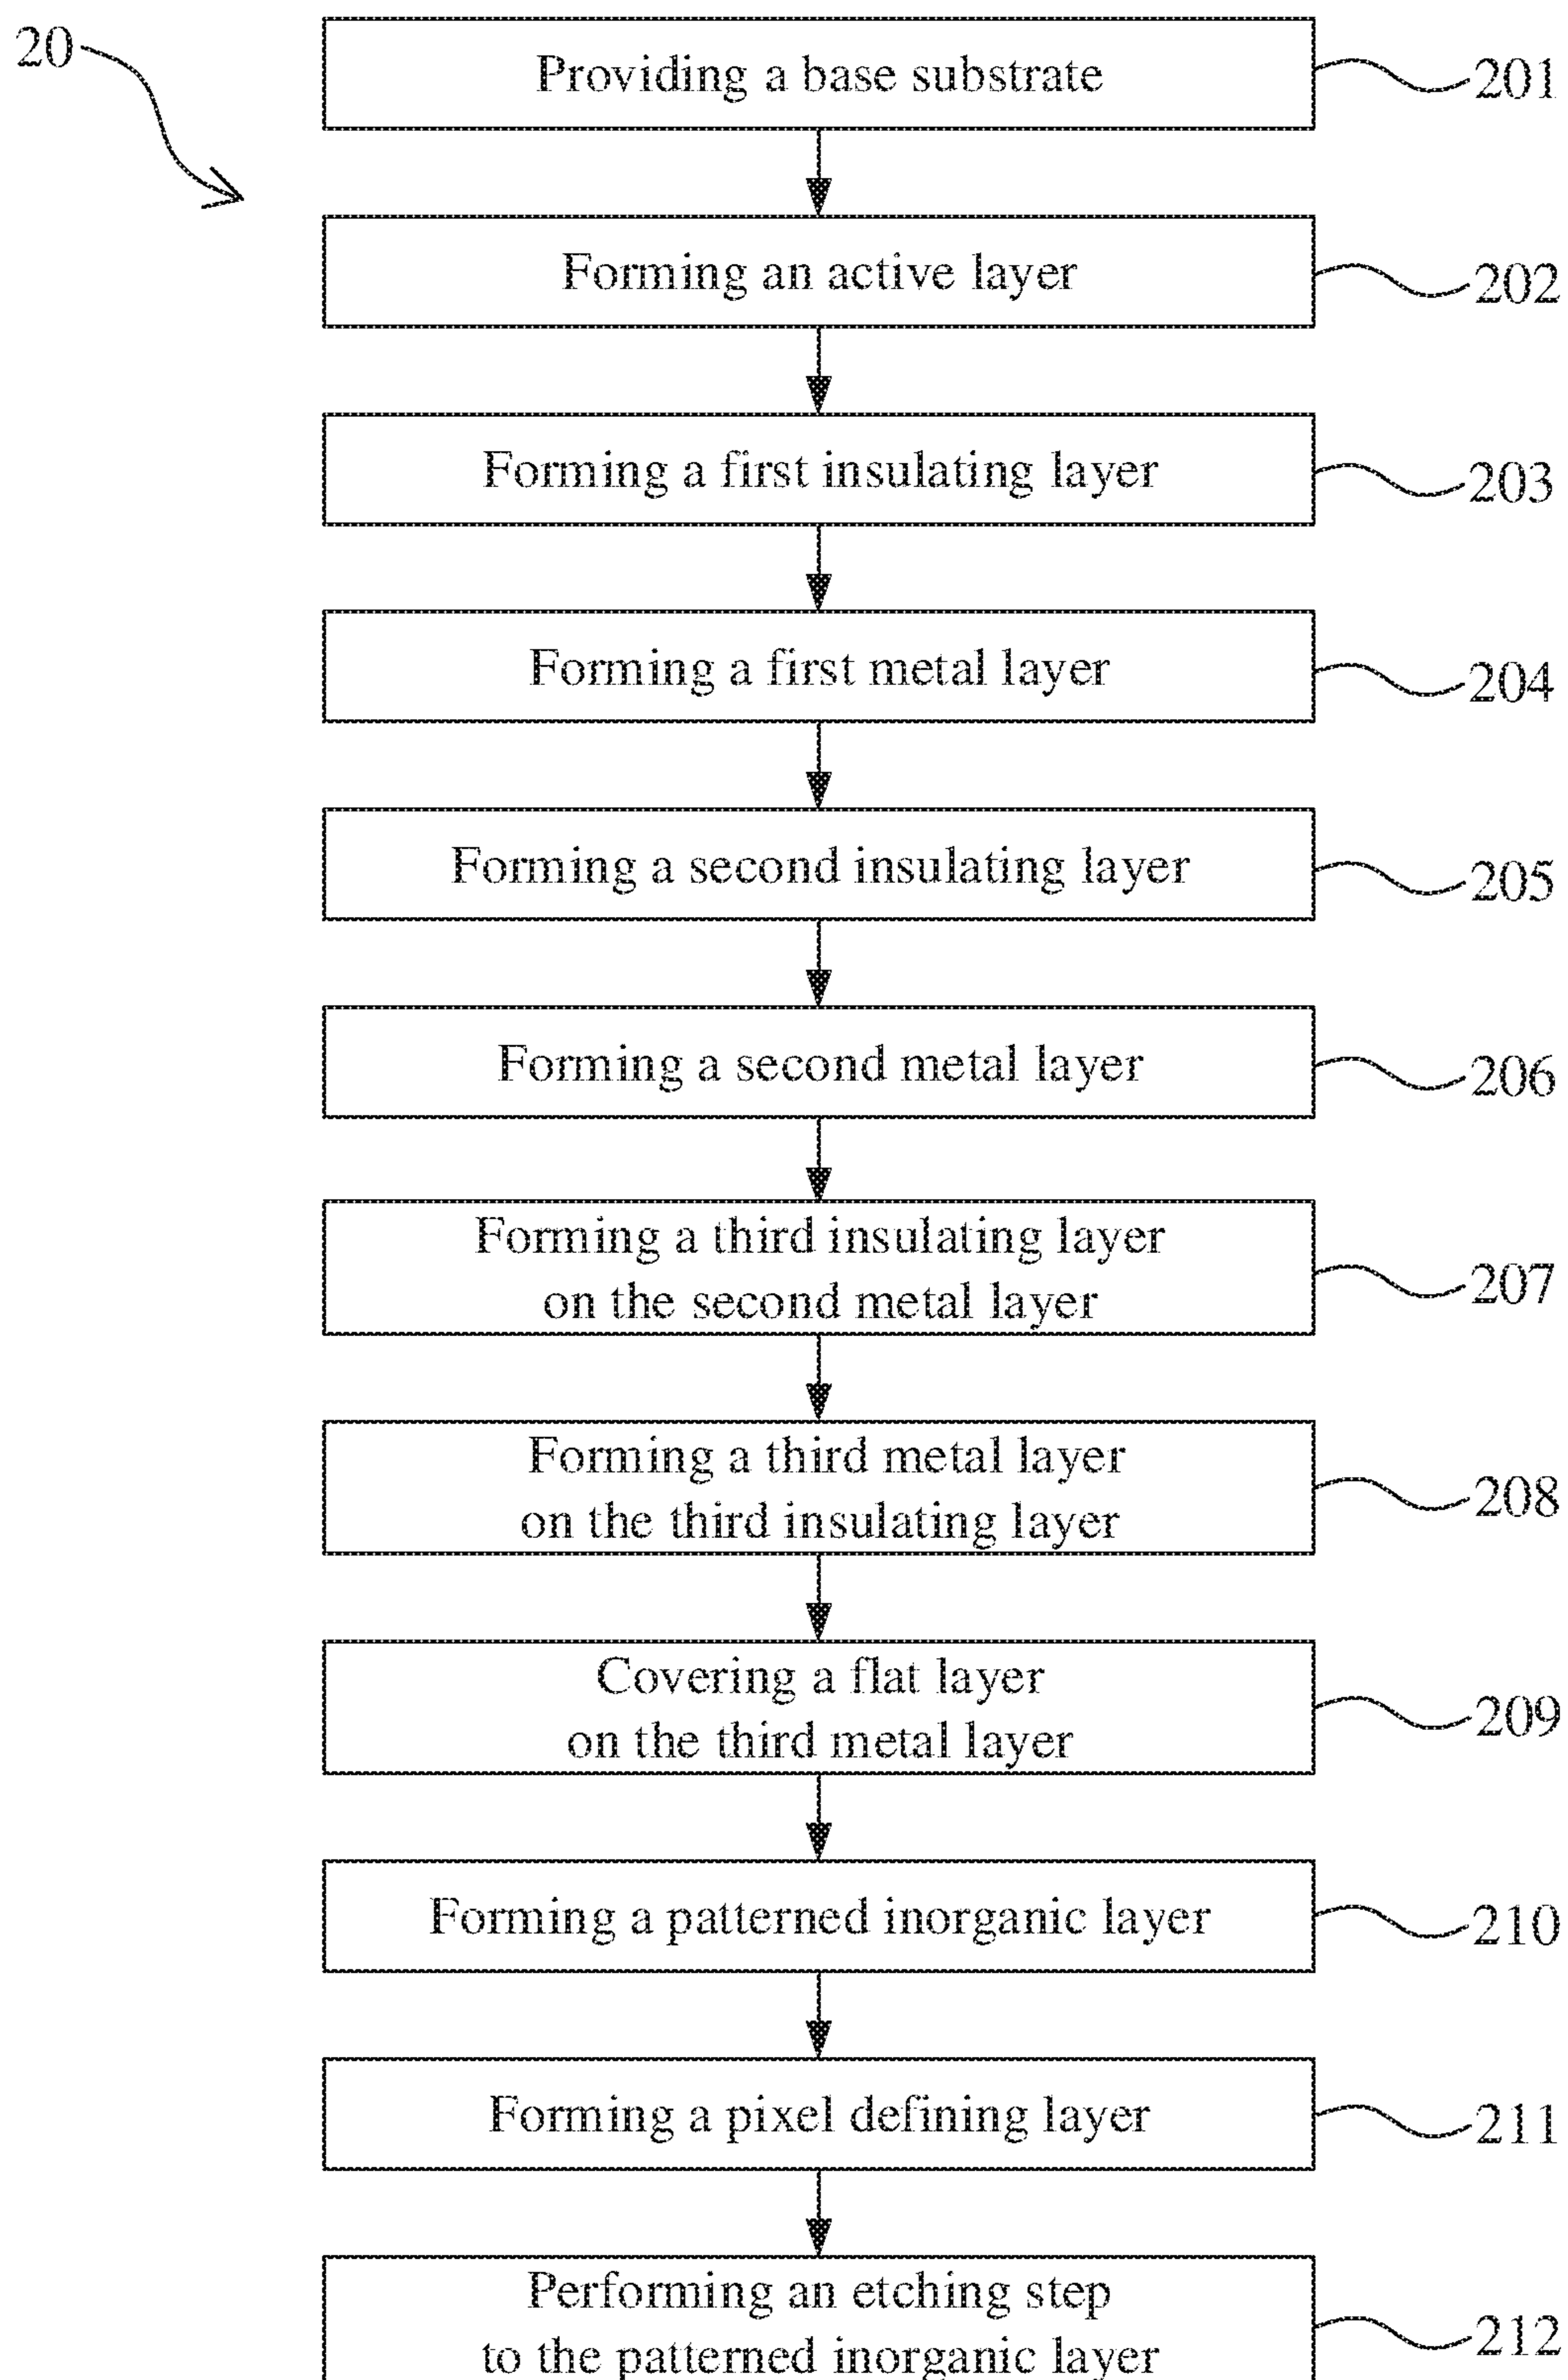 20
Providing a base substrate
201
Forming an active layer
202
Forming a first insulating layer
203
Forming a first metal layer
204
Forming a second insulating layer
205
Forming a second metal layer
206
Forming a third insulating layer
on the second metal layer
207
Forming a third metal layer
on the third insulating layer
208
Covering a flat layer
on the third metal layer
209
Forming a patterned inorganic layer
210
Forming a pixel defining layer
211
Performing an etching step
to the patterned inorganic layer
212